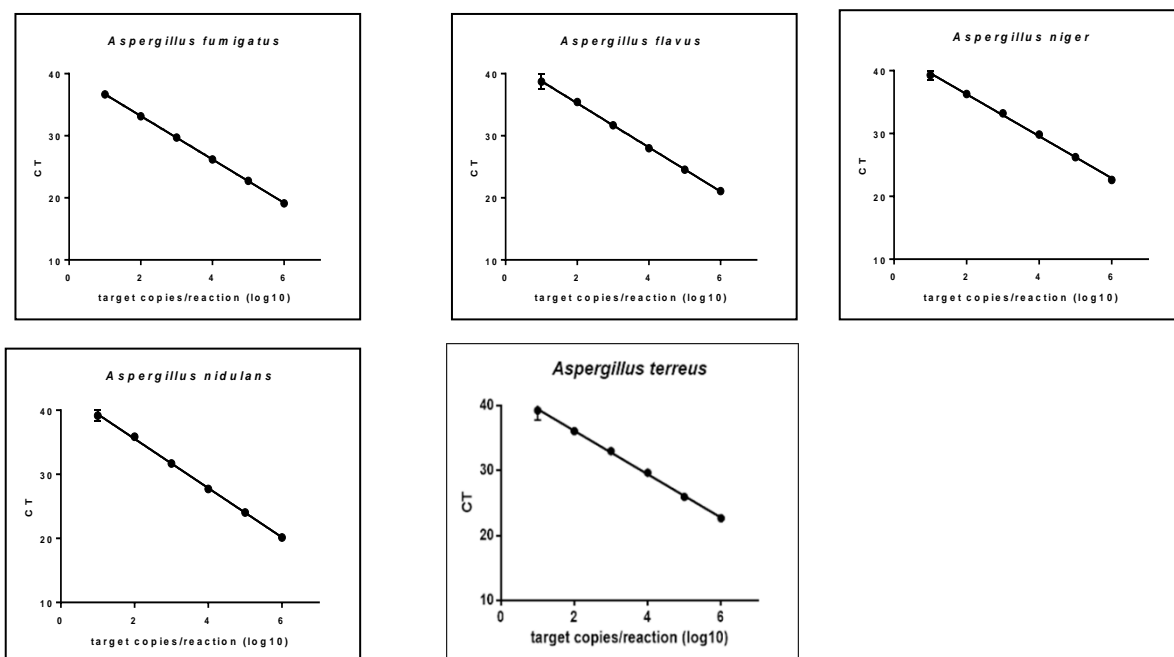 Aspergillus fumigatus
40
30
20
10
CT
0 2 4 6
target copies/reaction (log10)
Aspergillus flavus
40
30
20
10
CT
0 2 4 6
target copies/reaction (log10)
Aspergillus niger
40
30
20
10
CT
0 2 4 6
target copies/reaction (log10)
Aspergillus nidulans
40
30
20
10
CT
0 2 4 6
target copies/reaction (log10)
Aspergillus terreus
40
30
20
10
CT
0 2 4 6
target copies/reaction (log10)